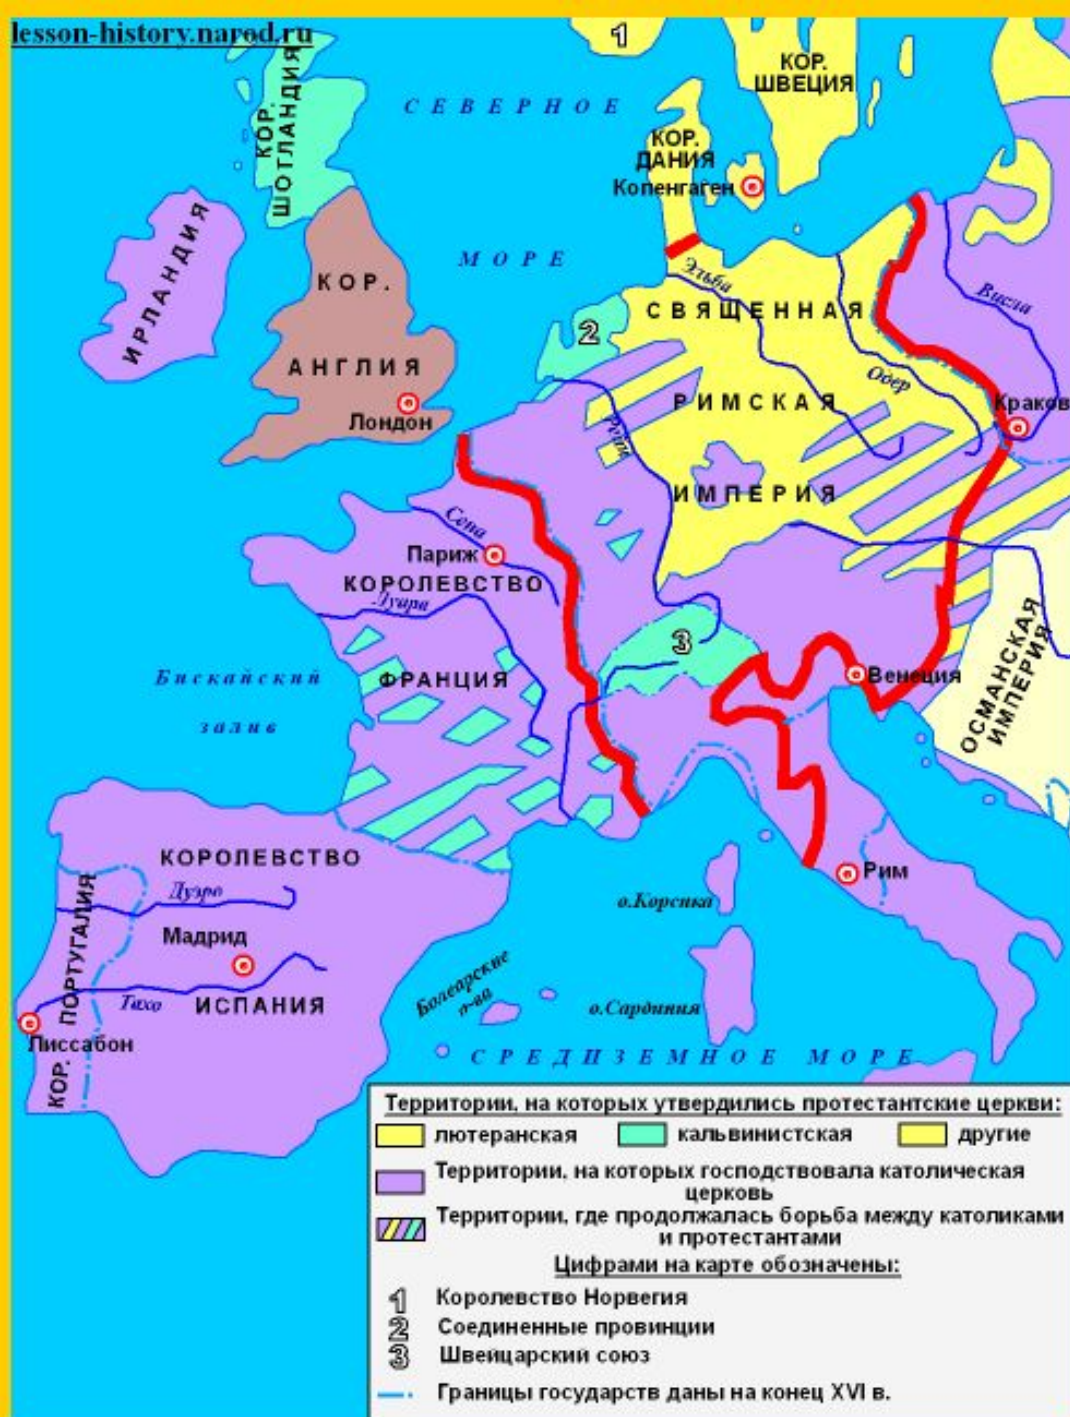 lesson-history.narod.ru
1
КОР.
ШВЕЦИЯ
КОР.
ШОТЛАНДИЯ
СЕВЕРНОЕ
КОР.
ДАНИЯ
Копенгаген
ИРЛАНДИЯ
МОРЕ
КОР.
АНГЛИЯ
Лондон
Эльба
СВЯЩЕННАЯ
Висла
2
Одер
РИМСКАЯ
Краков
Рейн
ИМПЕРИЯ
Сена
Париж
КОРОЛЕВСТВО
Луара
ФРАНЦИЯ
3
Бискайский
залив
Венеция
ОСМАНСКАЯ
ИМПЕРИЯ
КОРОЛЕВСТВО
Дуэро
Рим
о.Корсика
Мадрид
КОР. ПОРТУГАЛИЯ
Тахо
ИСПАНИЯ
Болеарские
о-ва
о.Сардиния
Лиссабон
СРЕДИЗЕМНОЕ МОРЕ
Территории, на которых утвердились протестантские церкви:
лютеранская кальвинистская другие
Территории, на которых господствовала католическая
церковь
Территории, где продолжалась борьба между католиками
и протестантами
Цифрами на карте обозначены:
1 Королевство Норвегия
2 Соединенные провинции
3 Швейцарский союз
Границы государств даны на конец XVI в.